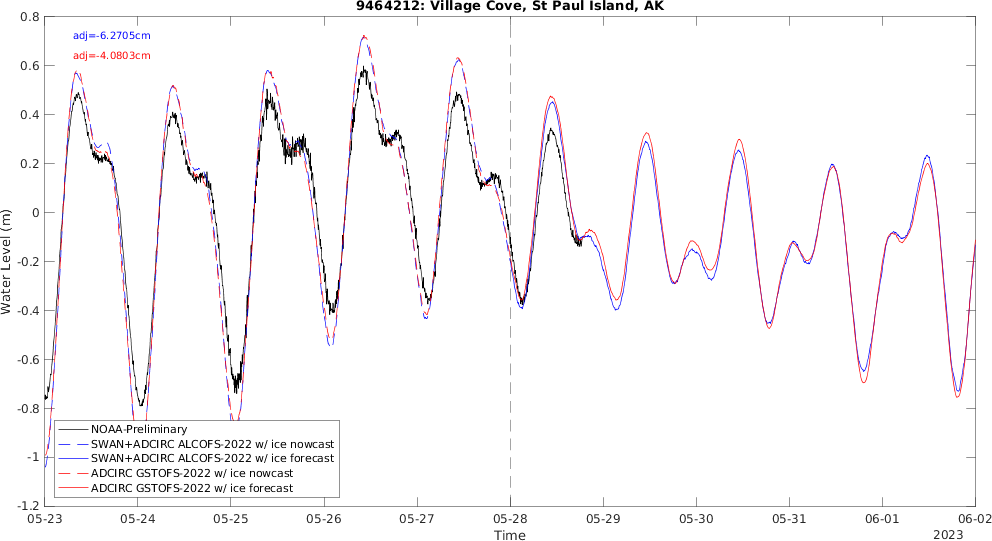 9464212: Village Cove, St Paul Island, AK
adj=-6.2705cm
adj=-4.0803cm
0.8
0.6
0.4
0.2
0
-0.2
-0.4
-0.6
-0.8
-1
-1.2
Water Level (m)
NOAA-Preliminary
SWAN+ADCIRC ALCOFS-2022 w/ ice nowcast
SWAN+ADCIRC ALCOFS-2022 w/ ice forecast
ADCIRC GSTOFS-2022 w/ ice nowcast
ADCIRC GSTOFS-2022 w/ ice forecast
05-23 05-24 05-25 05-26 05-27 05-28 05-29 05-30 05-31 06-01 06-02
Time
2023